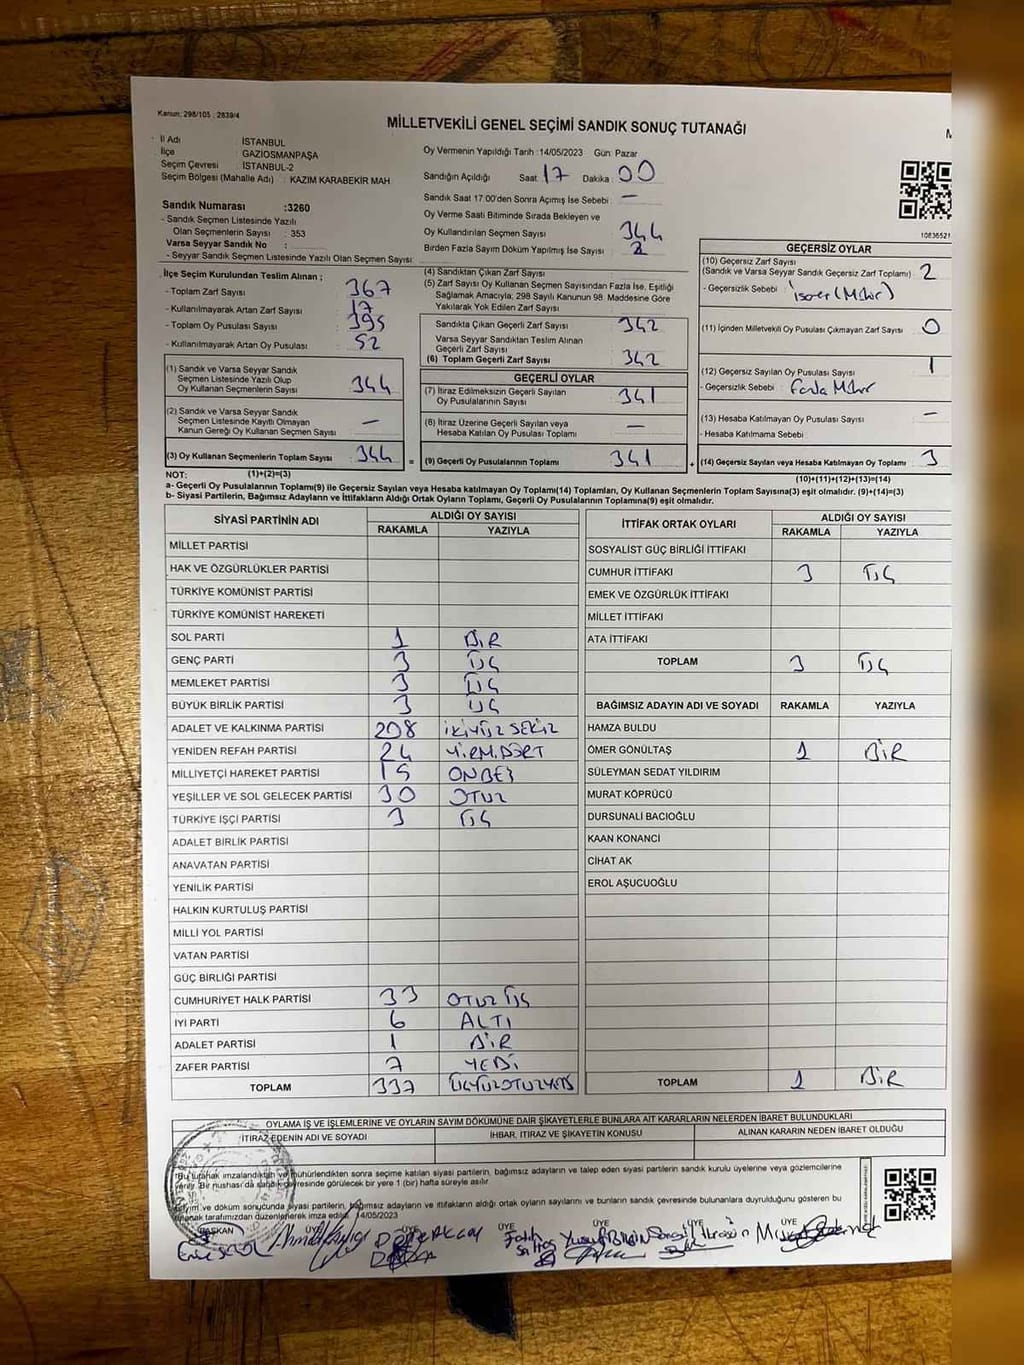 Kanun: 298/105 : 2839/4
MİLLETVEKİLİ GENEL SEÇİMİ SANDIK SONUÇ TUTANAĞI
İl Adı : İSTANBUL
İlçe : GAZİOSMANPAŞA
Seçim Çevresi : İSTANBUL-2
Seçim Bölgesi (Mahalle Adı) : KAZIM KARABEKİR MAH
Oy Vermenin Yapıldığı Tarih :14/05/2023 Gün: Pazar
Sandığın Açıldığı Saat :17 Dakika :00
Sandık Saat 17:00'den Sonra Açımış İse Sebebi : —
Oy Verme Saati Bitiminde Sırada Bekleyen ve
Oy Kullandırılan Seçmen Sayısı : 344
Birden Fazla Sayım Döküm Yapılmış İse Sayısı : 2
Sandık Numarası :3260
- Sandık Seçmen Listesinde Yazılı
Olan Seçmenlerin Sayısı : 353
Varsa Seyyar Sandık No :
- Seyyar Sandık Seçmen Listesinde Yazılı Olan Seçmen Sayısı:
İlçe Seçim Kurulundan Teslim Alınan ;
- Toplam Zarf Sayısı : 367
- Kullanılmayarak Artan Zarf Sayısı : 17
- Toplam Oy Pusulası Sayısı : 395
- Kullanılmayarak Artan Oy Pusulası : 52
(1) Sandık ve Varsa Seyyar Sandık
Seçmen Listesinde Yazılı Olup
Oy Kullanan Seçmenlerin Sayısı : 344
(2) Sandık ve Varsa Seyyar Sandık
Seçmen Listesinde Kayıtlı Olmayan
Kanun Gereği Oy Kullanan Seçmen Sayısı : —
(3) Oy Kullanan Seçmenlerin Toplam Sayısı : 344
(4) Sandıktan Çıkan Zarf Sayısı :
(5) Zarf Sayısı Oy Kullanan Seçmen Sayısından Fazla İse, Eşitliği
Sağlamak Amacıyla; 298 Sayılı Kanunun 98. Maddesine Göre
Yakılarak Yok Edilen Zarf Sayısı :
Sandıkta Çıkan Geçerli Zarf Sayısı : 342
Varsa Seyyar Sandıktan Teslim Alınan
Geçerli Zarf Sayısı :
(6) Toplam Geçerli Zarf Sayısı : 342
GEÇERLİ OYLAR
(7) İtiraz Edilmeksizin Geçerli Sayılan
Oy Pusulalarının Sayısı : 341
(8) İtiraz Üzerine Geçerli Sayılan veya
Hesaba Katılan Oy Pusulaları Toplamı : —
= (9) Geçerli Oy Pusulalarının Toplamı : 341
10836521
GEÇERSİZ OYLAR
(10) Geçersiz Zarf Sayısı
(Sandık ve Varsa Seyyar Sandık Geçersiz Zarf Toplamı) : 2
- Geçersizlik Sebebi :
(11) İçinden Milletvekili Oy Pusulası Çıkmayan Zarf Sayısı : 0
(12) Geçersiz Sayılan Oy Pusulası Sayısı : 1
- Geçersizlik Sebebi : Fazla Mühür
(13) Hesaba Katılmayan Oy Pusulası Sayısı : —
- Hesaba Katılmama Sebebi
+ (14) Geçersiz Sayılan veya Hesaba Katılmayan Oy Toplamı : 3
NOT: (1)+(2)=(3)
(10)+(11)+(12)+(13)=(14)
a- Geçerli Oy Pusulalarının Toplamı(9) ile Geçersiz Sayılan veya Hesaba katılmayan Oy Toplamı(14) Toplamları, Oy Kullanan Seçmenlerin Toplam Sayısına(3) eşit olmalıdır. (9)+(14)=(3)
b- Siyasi Partilerin, Bağımsız Adayların ve İttifakların Aldığı Ortak Oyların Toplamı, Geçerli Oy Pusulalarının Toplamına(9) eşit olmalıdır.
SİYASİ PARTİNİN ADI ALDIĞI OY SAYISI
RAKAMLA YAZIYLA
MİLLET PARTİSİ
HAK VE ÖZGÜRLÜKLER PARTİSİ
TÜRKİYE KOMÜNİST PARTİSİ
TÜRKİYE KOMÜNİST HAREKETİ
SOL PARTİ 1 BİR
GENÇ PARTİ 3 ÜÇ
MEMLEKET PARTİSİ 3 ÜÇ
BÜYÜK BİRLİK PARTİSİ 3 ÜÇ
ADALET VE KALKINMA PARTİSİ 208 İKİYÜZ SEKİZ
YENİDEN REFAH PARTİSİ 24 YİRMİ DÖRT
MİLLİYETÇİ HAREKET PARTİSİ 15 ONBEŞ
YEŞİLLER VE SOL GELECEK PARTİSİ 30 OTUZ
TÜRKİYE İŞÇİ PARTİSİ 3 ÜÇ
ADALET BİRLİK PARTİSİ
ANAVATAN PARTİSİ
YENİLİK PARTİSİ
HALKIN KURTULUŞ PARTİSİ
MİLLİ YOL PARTİSİ
VATAN PARTİSİ
GÜÇ BİRLİĞİ PARTİSİ
CUMHURİYET HALK PARTİSİ 33 OTUZ ÜÇ
İYİ PARTİ 6 ALTI
ADALET PARTİSİ 1 BİR
ZAFER PARTİSİ 7 YEDİ
TOPLAM 337 ÜÇYÜZOTUZYEDİ
İTTİFAK ORTAK OYLARI ALDIĞI OY SAYISI
RAKAMLA YAZIYLA
SOSYALİST GÜÇ BİRLİĞİ İTTİFAKI
CUMHUR İTTİFAKI 3 ÜÇ
EMEK VE ÖZGÜRLÜK İTTİFAKI
MİLLET İTTİFAKI
ATA İTTİFAKI
TOPLAM 3 ÜÇ
BAĞIMSIZ ADAYIN ADI VE SOYADI RAKAMLA YAZIYLA
HAMZA BULDU
ÖMER GÖNÜLTAŞ 1 BİR
SÜLEYMAN SEDAT YILDIRIM
MURAT KÖPRÜCÜ
DURSUNALİ BACIOĞLU
KAAN KONANCİ
CİHAT AK
EROL AŞUCUOĞLU
TOPLAM 1 BİR
OYLAMA İŞ VE İŞLEMLERİNE VE OYLARIN SAYIM DÖKÜMÜNE DAİR ŞİKAYETLERLE BUNLARA AİT KARARLARIN NELERDEN İBARET BULUNDUKLARI
İTİRAZ EDENİN ADI VE SOYADI İHBAR, İTİRAZ VE ŞİKAYETİN KONUSU ALINAN KARARIN NEDEN İBARET OLDUĞU
"Bu tutanak imzalandıktan ve mühürlendikten sonra seçime katılan siyasi partilerin, bağımsız adayların ve talep eden siyasi partilerin sandık kurulu üyelerine veya gözlemcilerine
verilir. Bir nushası da sandık çevresinde görülecek bir yere 1 (bir) hafta süreyle asılır.
Sayım ve döküm sonucunda siyasi partilerin, bağımsız adayların ve ittifakların aldığı ortak oyların sayılarını ve bunların sandık çevresinde bulunanlara duyrulduğunu gösteren bu
tutanak tarafımızdan düzenlenerek imza edildi. 14/05/2023
BAŞKAN ÜYE ÜYE ÜYE ÜYE ÜYE ÜYE